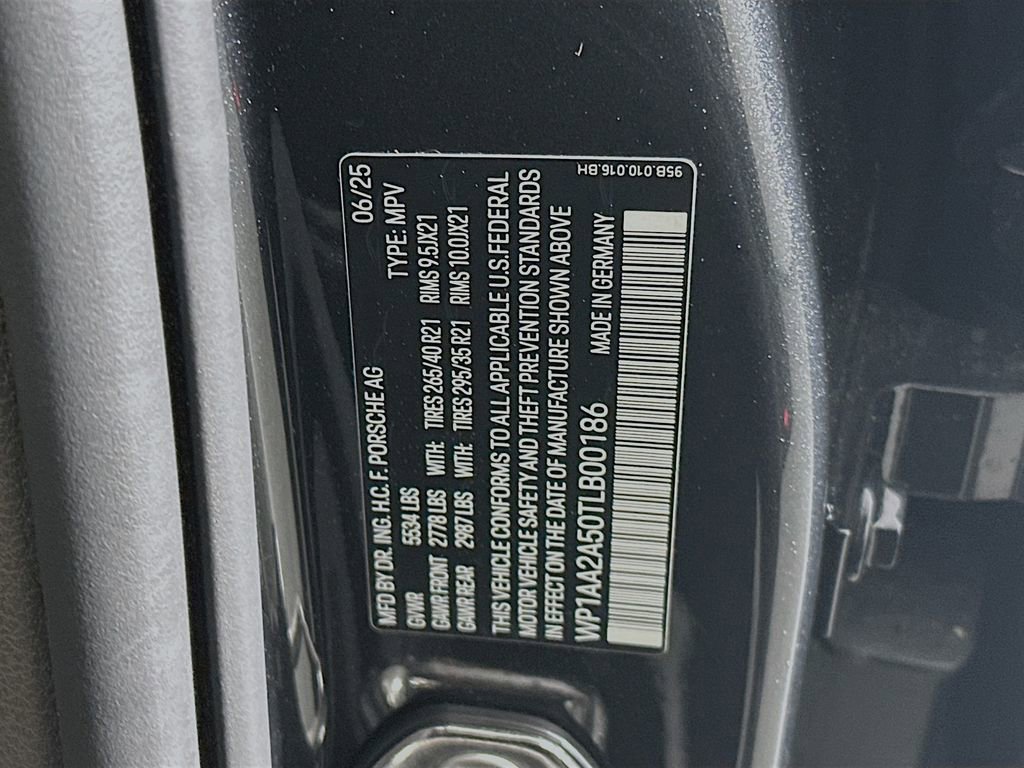 06/25
MFD BY DR. ING. H.C. F. PORSCHE AG TYPE: MPV
GVWR 5534 LBS
GAWR FRONT 2778 LBS WITH: TIRES 265/40 R21 RIMS 9.5JX21
GAWR REAR 2987 LBS WITH: TIRES 295/35 R21 RIMS 10.0JX21
THIS VEHICLE CONFORMS TO ALL APPLICABLE U.S. FEDERAL
MOTOR VEHICLE SAFETY AND THEFT PREVENTION STANDARDS
IN EFFECT ON THE DATE OF MANUFACTURE SHOWN ABOVE
WP1AA2A50TLB00186 MADE IN GERMANY
95B.010.016.BH